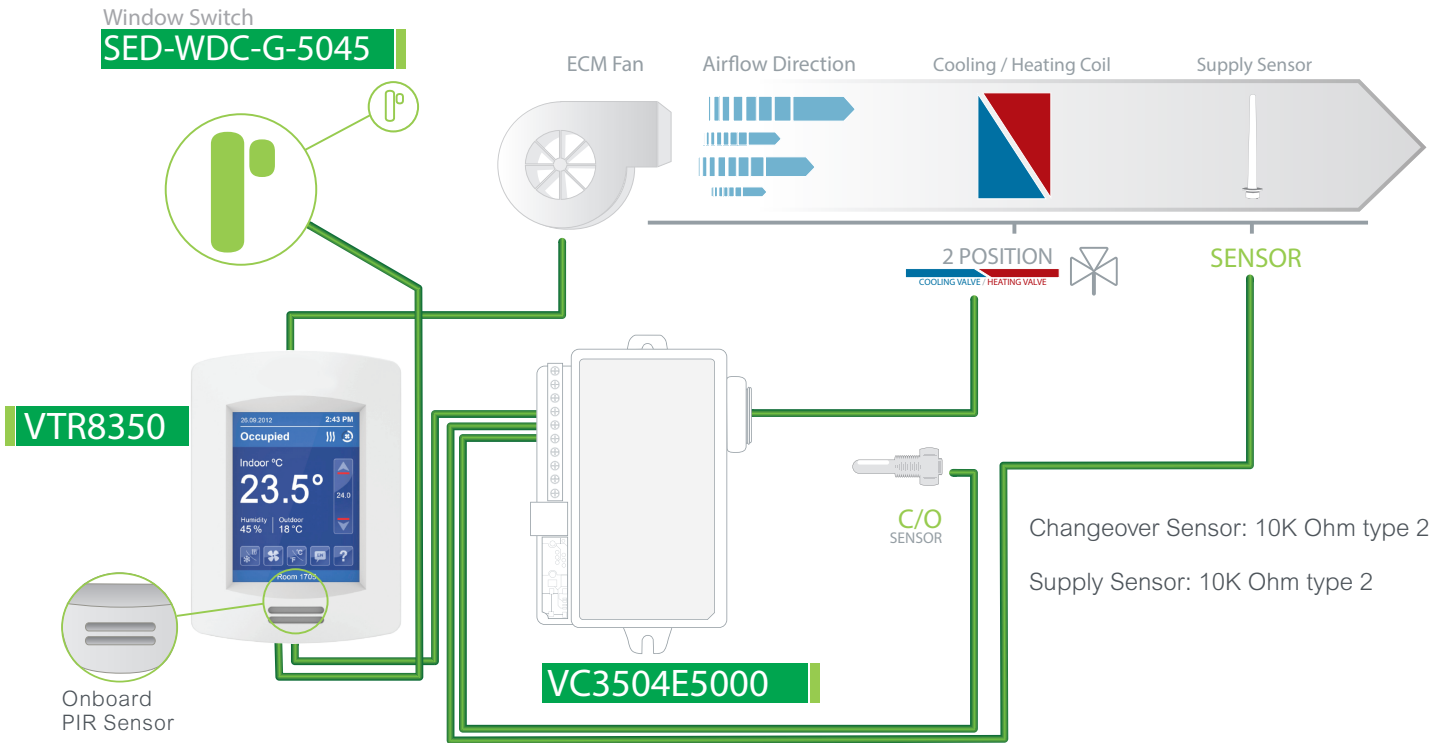 Window Switch
SED-WDC-G-5045
ECM Fan
Airflow Direction
Cooling / Heating Coil
Supply Sensor
2 POSITION
COOLING VALVE / HEATING VALVE
SENSOR
VTR8350
26.09.2012 2:43 PM
Occupied
Indoor °C
23.5°
24.0
Humidity
45 %
Outdoor
18 °C
°C
°F
?
Room 1705
C/O
SENSOR
Changeover Sensor: 10K Ohm type 2
Supply Sensor: 10K Ohm type 2
VC3504E5000
Onboard
PIR Sensor